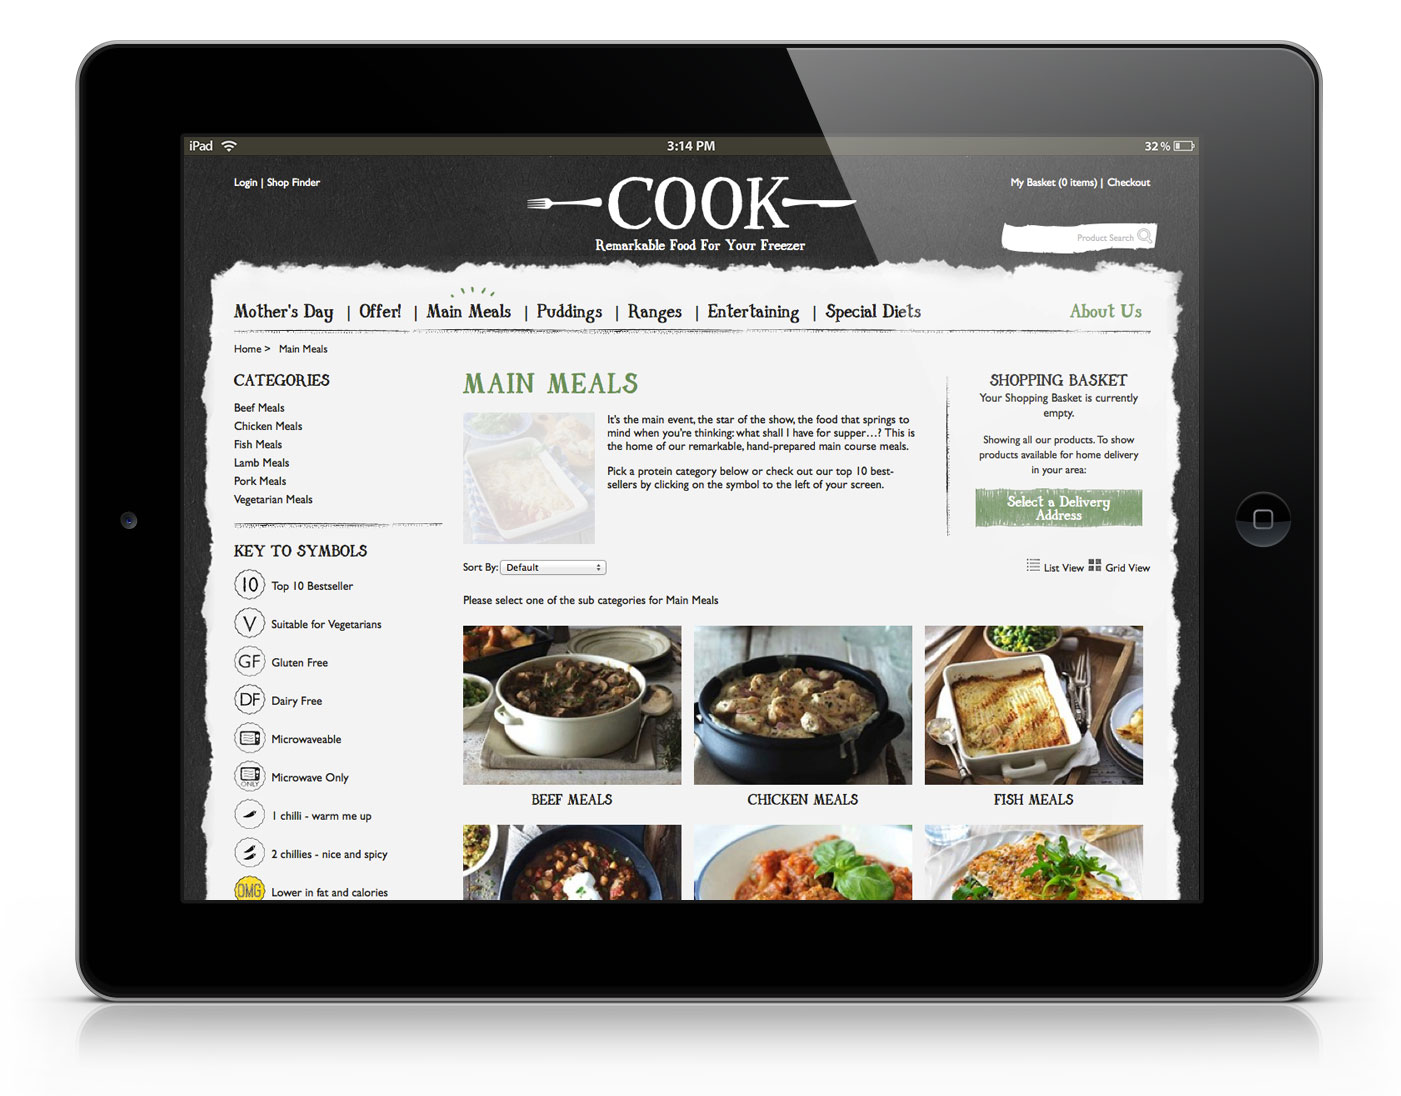 iPad 3:14 PM 32%
Login | Shop Finder
My Basket (0 items) | Checkout
COOK
Remarkable Food For Your Freezer
Product Search
Mother's Day | Offer! | Main Meals | Puddings | Ranges | Entertaining | Special Diets
About Us
Home > Main Meals
CATEGORIES
Beef Meals
Chicken Meals
Fish Meals
Lamb Meals
Pork Meals
Vegetarian Meals
KEY TO SYMBOLS
10 Top 10 Bestseller
V Suitable for Vegetarians
GF Gluten Free
DF Dairy Free
Microwaveable
ONLY Microwave Only
1 chilli - warm me up
2 chillies - nice and spicy
OMG Lower in fat and calories
MAIN MEALS
It's the main event, the star of the show, the food that springs to
mind when you're thinking: what shall I have for supper...? This is
the home of our remarkable, hand-prepared main course meals.
Pick a protein category below or check out our top 10 best-
sellers by clicking on the symbol to the left of your screen.
SHOPPING BASKET
Your Shopping Basket is currently
empty.
Showing all our products. To show
products available for home delivery
in your area:
Select a Delivery
Address
Sort By: Default
List View Grid View
Please select one of the sub categories for Main Meals
BEEF MEALS
CHICKEN MEALS
FISH MEALS